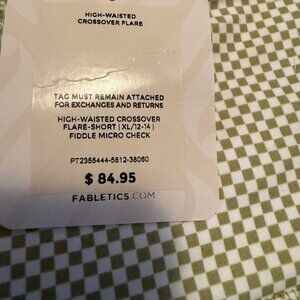 HIGH-WAISTED
CROSSOVER FLARE
TAG MUST REMAIN ATTACHED
FOR EXCHANGES AND RETURNS
HIGH-WAISTED CROSSOVER
FLARE-SHORT | XL/12-14 |
FIDDLE MICRO CHECK
PT2355444-5812-38060
$ 84.95
FABLETICS.COM